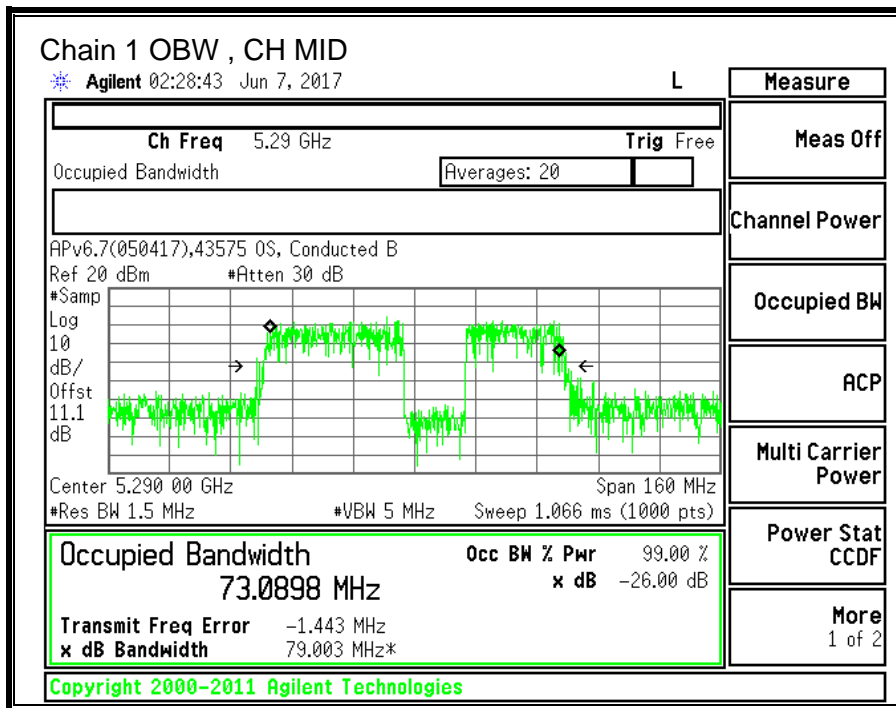 Chain 1 OBW , CH MID
Agilent 02:28:43 Jun 7, 2017 L
Measure
Ch Freq 5.29 GHz Trig Free
Occupied Bandwidth Averages: 20
APv6.7(050417),43575 OS, Conducted B
Ref 20 dBm #Atten 30 dB
#Samp
Log
10
dB/
Offst
11.1
dB
Center 5.290 00 GHz Span 160 MHz
#Res BW 1.5 MHz #VBW 5 MHz Sweep 1.066 ms (1000 pts)
Occupied Bandwidth Occ BW % Pwr 99.00 %
73.0898 MHz x dB -26.00 dB
Transmit Freq Error -1.443 MHz
x dB Bandwidth 79.003 MHz*
Meas Off
Channel Power
Occupied BW
ACP
Multi Carrier
Power
Power Stat
CCDF
More
1 of 2
Copyright 2000-2011 Agilent Technologies